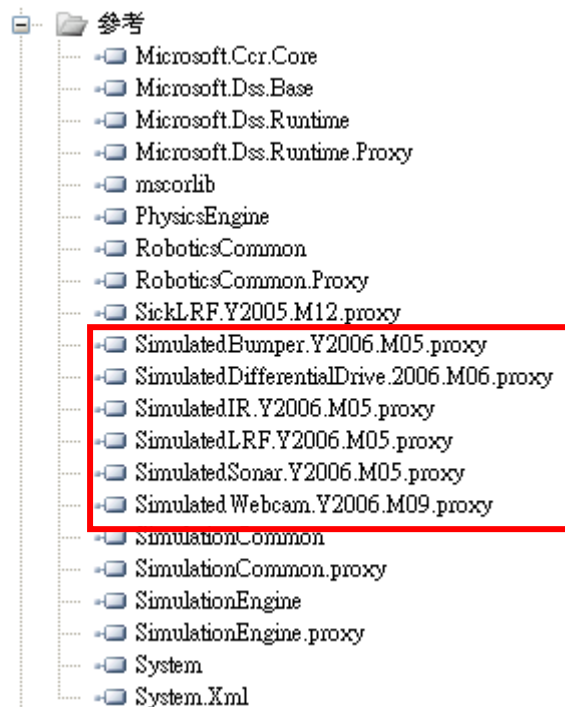 參考
Microsoft.Ccr.Core
Microsoft.Dss.Base
Microsoft.Dss.Runtime
Microsoft.Dss.Runtime.Proxy
mscorlib
PhysicsEngine
RoboticsCommon
RoboticsCommon.Proxy
SickLRF.Y2005.M12.proxy
SimulatedBumper.Y2006.M05.proxy
SimulatedDifferentialDrive.2006.M06.proxy
SimulatedIR.Y2006.M05.proxy
SimulatedLRF.Y2006.M05.proxy
SimulatedSonar.Y2006.M05.proxy
SimulatedWebcam.Y2006.M09.proxy
SimulationCommon
SimulationCommon.proxy
SimulationEngine
SimulationEngine.proxy
System
System.Xml